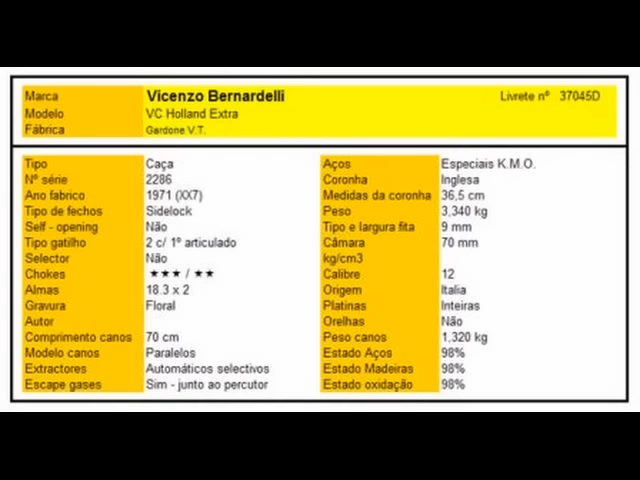 Marca Vicenzo Bernardelli Livrete nº 37045D
Modelo VC Holland Extra
Fábrica Gardone V.T.
Tipo Caça Aços Especiais K.M.O.
Nº série 2286 Coronha Inglesa
Ano fabrico 1971 (XX7) Medidas da coronha 36,5 cm
Tipo de fechos Sidelock Peso 3,340 kg
Self - opening Não Tipo e largura fita 9 mm
Tipo gatilho 2 c/ 1º articulado Câmara 70 mm
Selector Não kg/cm3
Chokes ★★★ / ★★ Calibre 12
Almas 18.3 x 2 Origem Italia
Gravura Floral Platinas Inteiras
Autor Orelhas Não
Comprimento canos 70 cm Peso canos 1,320 kg
Modelo canos Paralelos Estado Aços 98%
Extractores Automáticos selectivos Estado Madeiras 98%
Escape gases Sim - junto ao percutor Estado oxidação 98%